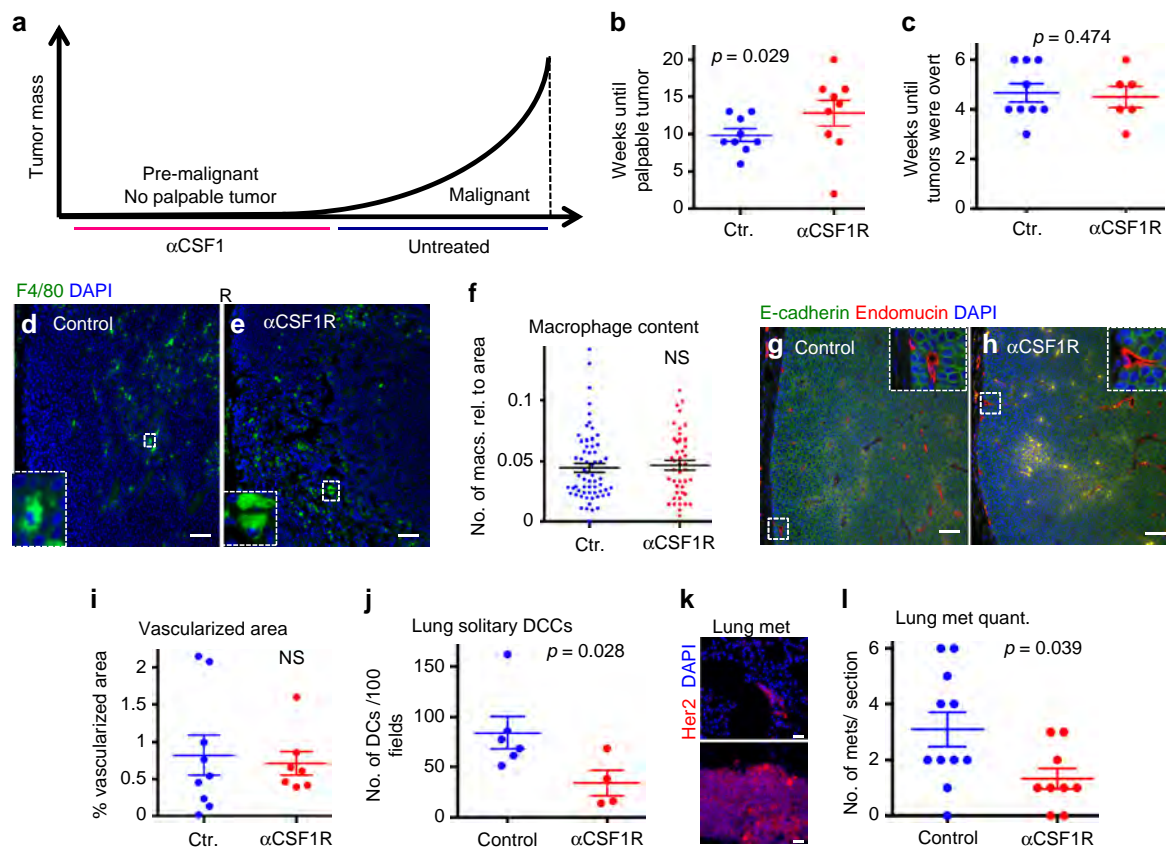 a
Tumor mass
Pre-malignant
No palpable tumor
Malignant
αCSF1
Untreated
b
p = 0.029
Weeks until
palpable tumor
20
15
10
5
0
Ctr.
αCSF1R
c
p = 0.474
Weeks until
tumors were overt
6
4
2
0
Ctr.
αCSF1R
F4/80 DAPI
R
d Control
e αCSF1R
f
Macrophage content
NS
No. of macs. rel. to area
0.1
0.05
0
Ctr.
αCSF1R
E-cadherin Endomucin DAPI
g Control
h αCSF1R
i
Vascularized area
NS
% vascularized area
2
1.5
1
0.5
0
Ctr.
αCSF1R
j
Lung solitary DCCs
p = 0.028
No. of DCs /100
fields
150
100
50
0
Control
αCSF1R
k
Lung met
Her2 DAPI
l
Lung met quant.
p = 0.039
No. of mets/ section
6
4
2
0
Control
αCSF1R